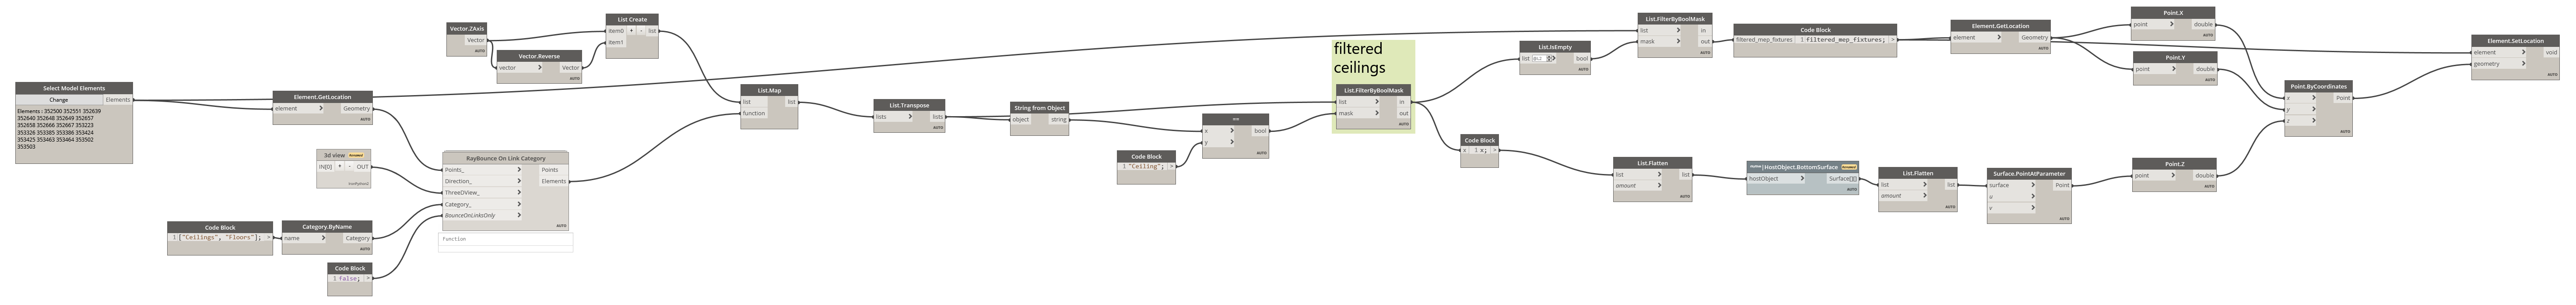 Select Model Elements
Change
Elements
Elements : 352500 352551 352639
352640 352648 352649 352657
352658 352666 352667 353223
353326 353385 353386 353424
353425 353463 353464 353502
353503
Element.GetLocation
element > Geometry
AUTO
3d view
IN[0] + - OUT
Code Block
1 ["Ceilings", "Floors"]; >
Category.ByName
name > Category
AUTO
Code Block
1 false; >
Vector.ZAxis
Vector
AUTO
Vector.Reverse
vector > Vector
AUTO
List Create
item0 + - list
item1
AUTO
RayBounce On Link Category
Points_ > Points
Direction_ > Elements
ThreeDView_ >
Category_ >
BounceOnLinksOnly >
AUTO
function
List.Map
list list
function
AUTO
List.Transpose
lists > lists
AUTO
String from Object
object string
AUTO
Code Block
"Ceiling"; >
==
x > bool
y >
AUTO
filtered
ceilings
List.FilterByBoolMask
list > in
mask > out
AUTO
Code Block
x 1 x; >
List.IsEmpty
list bool
AUTO
List.FilterByBoolMask
list > in
mask > out
AUTO
Code Block
filtered_mep_fixtures 1 filtered_mep_fixtures; >
Element.GetLocation
element > Geometry
AUTO
Point.X
point double
AUTO
Point.Y
point double
AUTO
Point.Z
point double
AUTO
List.Flatten
list > list
amount >
AUTO
HostObject.BottomSurface
hostObject > Surface[][]
AUTO
List.Flatten
list > list
amount >
AUTO
Surface.PointAtParameter
surface > Point
u >
v >
AUTO
Point.ByCoordinates
x > Point
y >
z >
AUTO
Element.SetLocation
element > void
geometry >
AUTO